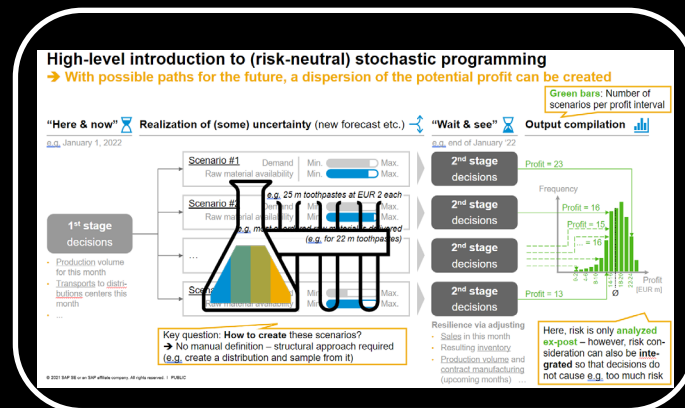 High-level introduction to (risk-neutral) stochastic programming
➔ With possible paths for the future, a dispersion of the potential profit can be created
Green bars: Number of
scenarios per profit interval
"Here & now"
e.g. January 1, 2022
Realization of (some) uncertainty (new forecast etc.)
"Wait & see"
e.g. end of January '22
Output compilation
1st stage
decisions
• Production volume
for this month
• Transports to distri-
butions centers this
month
• ...
Scenario #1
Demand Min. Max.
Raw material availability Min. Max.
e.g. 25 m toothpastes at EUR 2 each
Raw material availability
(e.g. for 22 m toothpastes)
...
Min. Max.
Raw material availability Min. Max.
Key question: How to create these scenarios?
➔ No manual definition – structural approach required
(e.g. create a distribution and sample from it)
2nd stage
decisions
2nd stage
decisions
2nd stage
decisions
2nd stage
decisions
Resilience via adjusting
• Sales in this month
• Resulting inventory
• Production volume and
contract manufacturing
(upcoming months) ...
Profit = 23
Frequency
Profit = 16
Profit = 15
= 16
Profit = 13
Profit
[EUR m]
Ø
Here, risk is only analyzed
ex-post – however, risk con-
sideration can also be inte-
grated so that decisions do
not cause e.g. too much risk
© 2021 SAP SE or an SAP affiliate company. All rights reserved. I PUBLIC